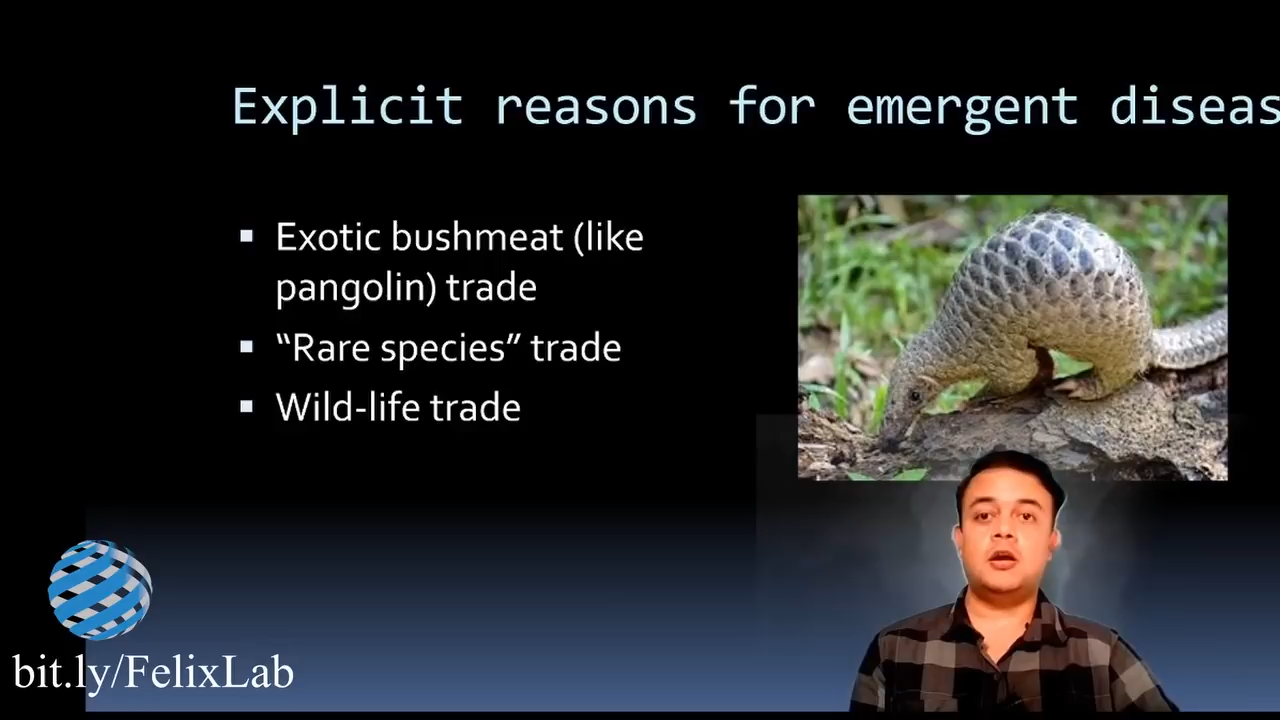 Explicit reasons for emergent diseas
▪ Exotic bushmeat (like
pangolin) trade
▪ “Rare species” trade
▪ Wild-life trade
bit.ly/FelixLab